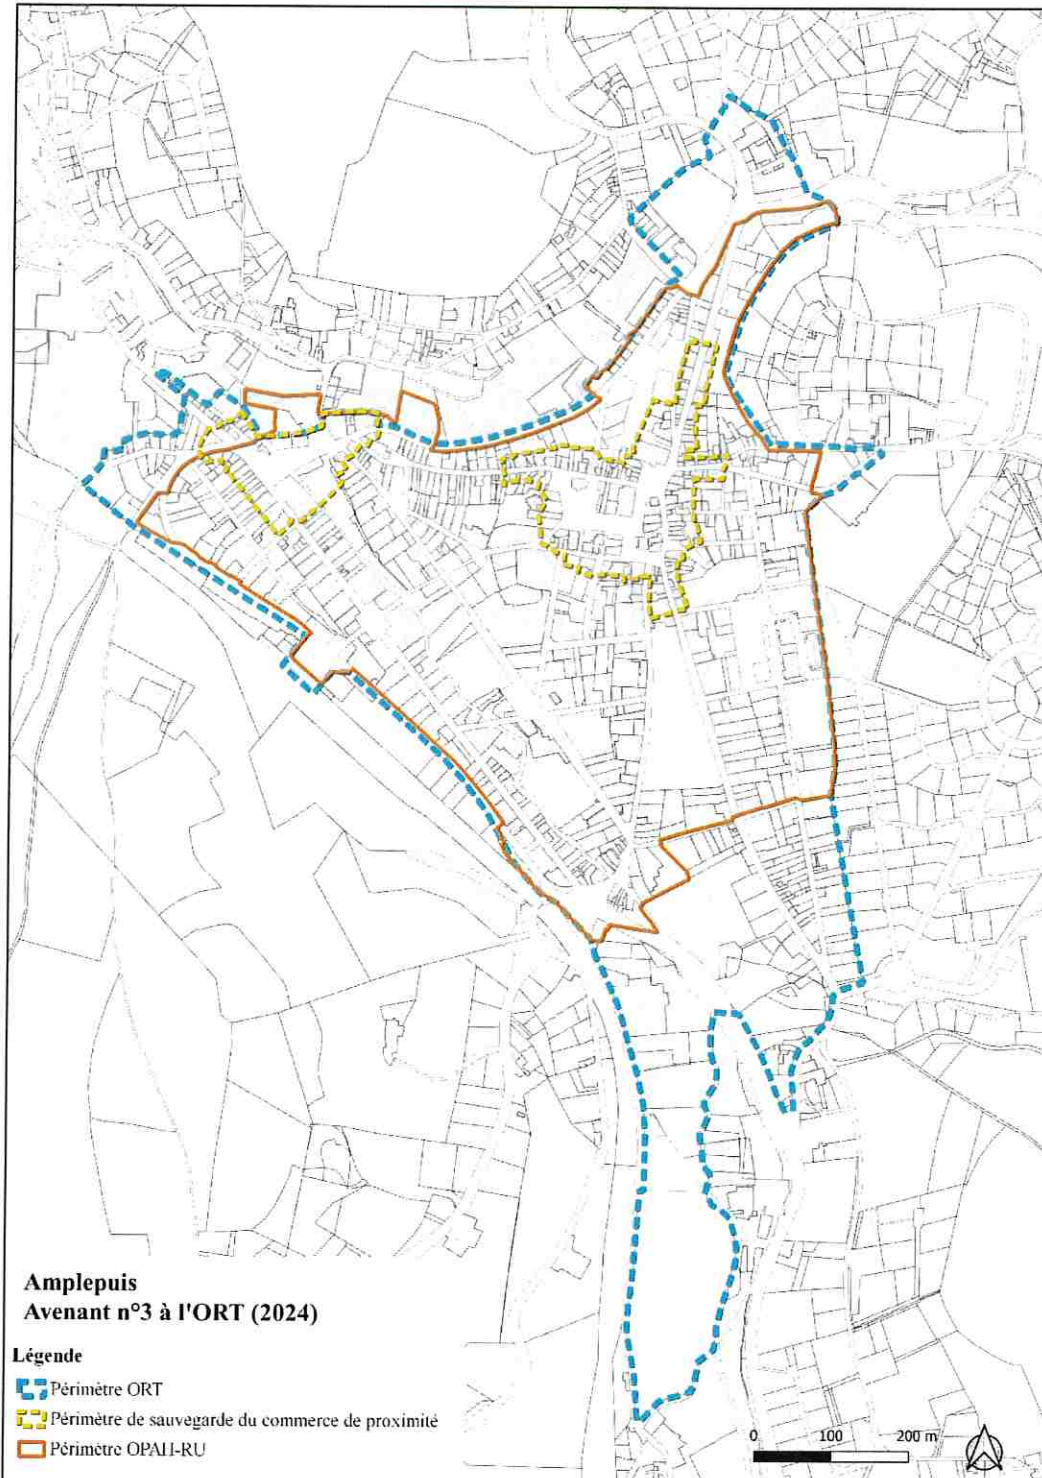 Amplepuis
Avenant n°3 à l'ORT (2024)
Légende
Périmètre ORT
Périmètre de sauvegarde du commerce de proximité
Périmètre OPAH-RU
0 100 200 m